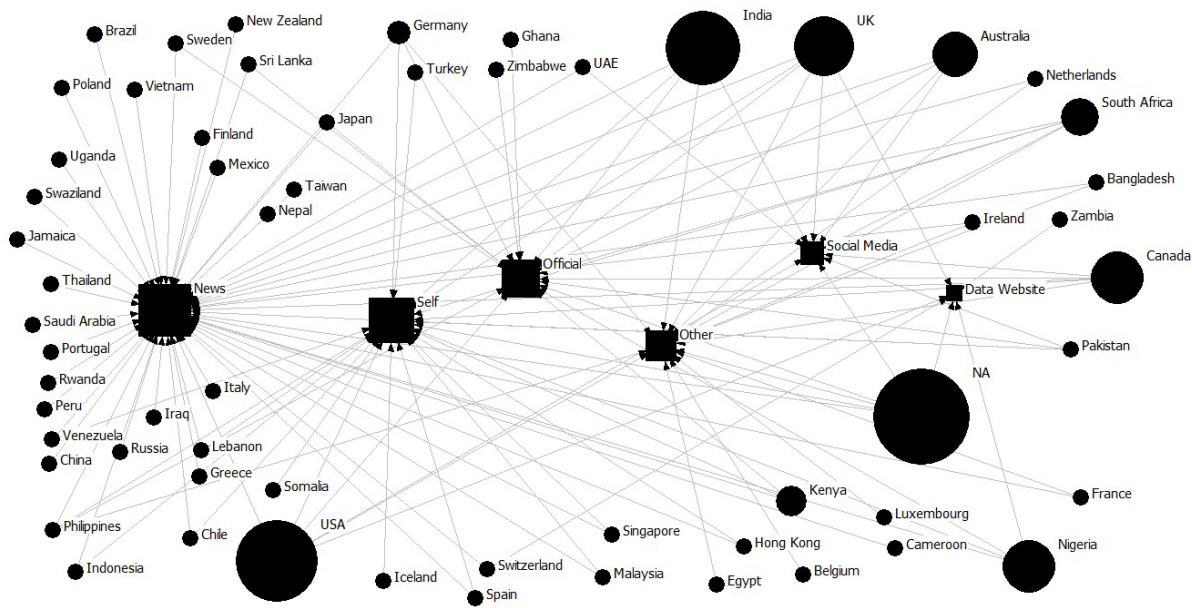 India
UK
New Zealand
Germany
Brazil
Ghana
Australia
Sweden
Sri Lanka
Turkey
Zimbabwe
UAE
Netherlands
Poland
Vietnam
South Africa
Japan
Finland
Uganda
Mexico
Bangladesh
Taiwan
Swaziland
Nepal
Ireland
Zambia
Jamaica
Social Media
Canada
Official
Thailand
News
Data Website
Self
Saudi Arabia
Other
Portugal
Pakistan
NA
Rwanda
Italy
Peru
Iraq
Venezuela
Russia
Lebanon
China
Greece
Somalia
Kenya
France
Luxembourg
Philippines
USA
Chile
Singapore
Hong Kong
Cameroon
Nigeria
Indonesia
Iceland
Switzerland
Malaysia
Belgium
Egypt
Spain